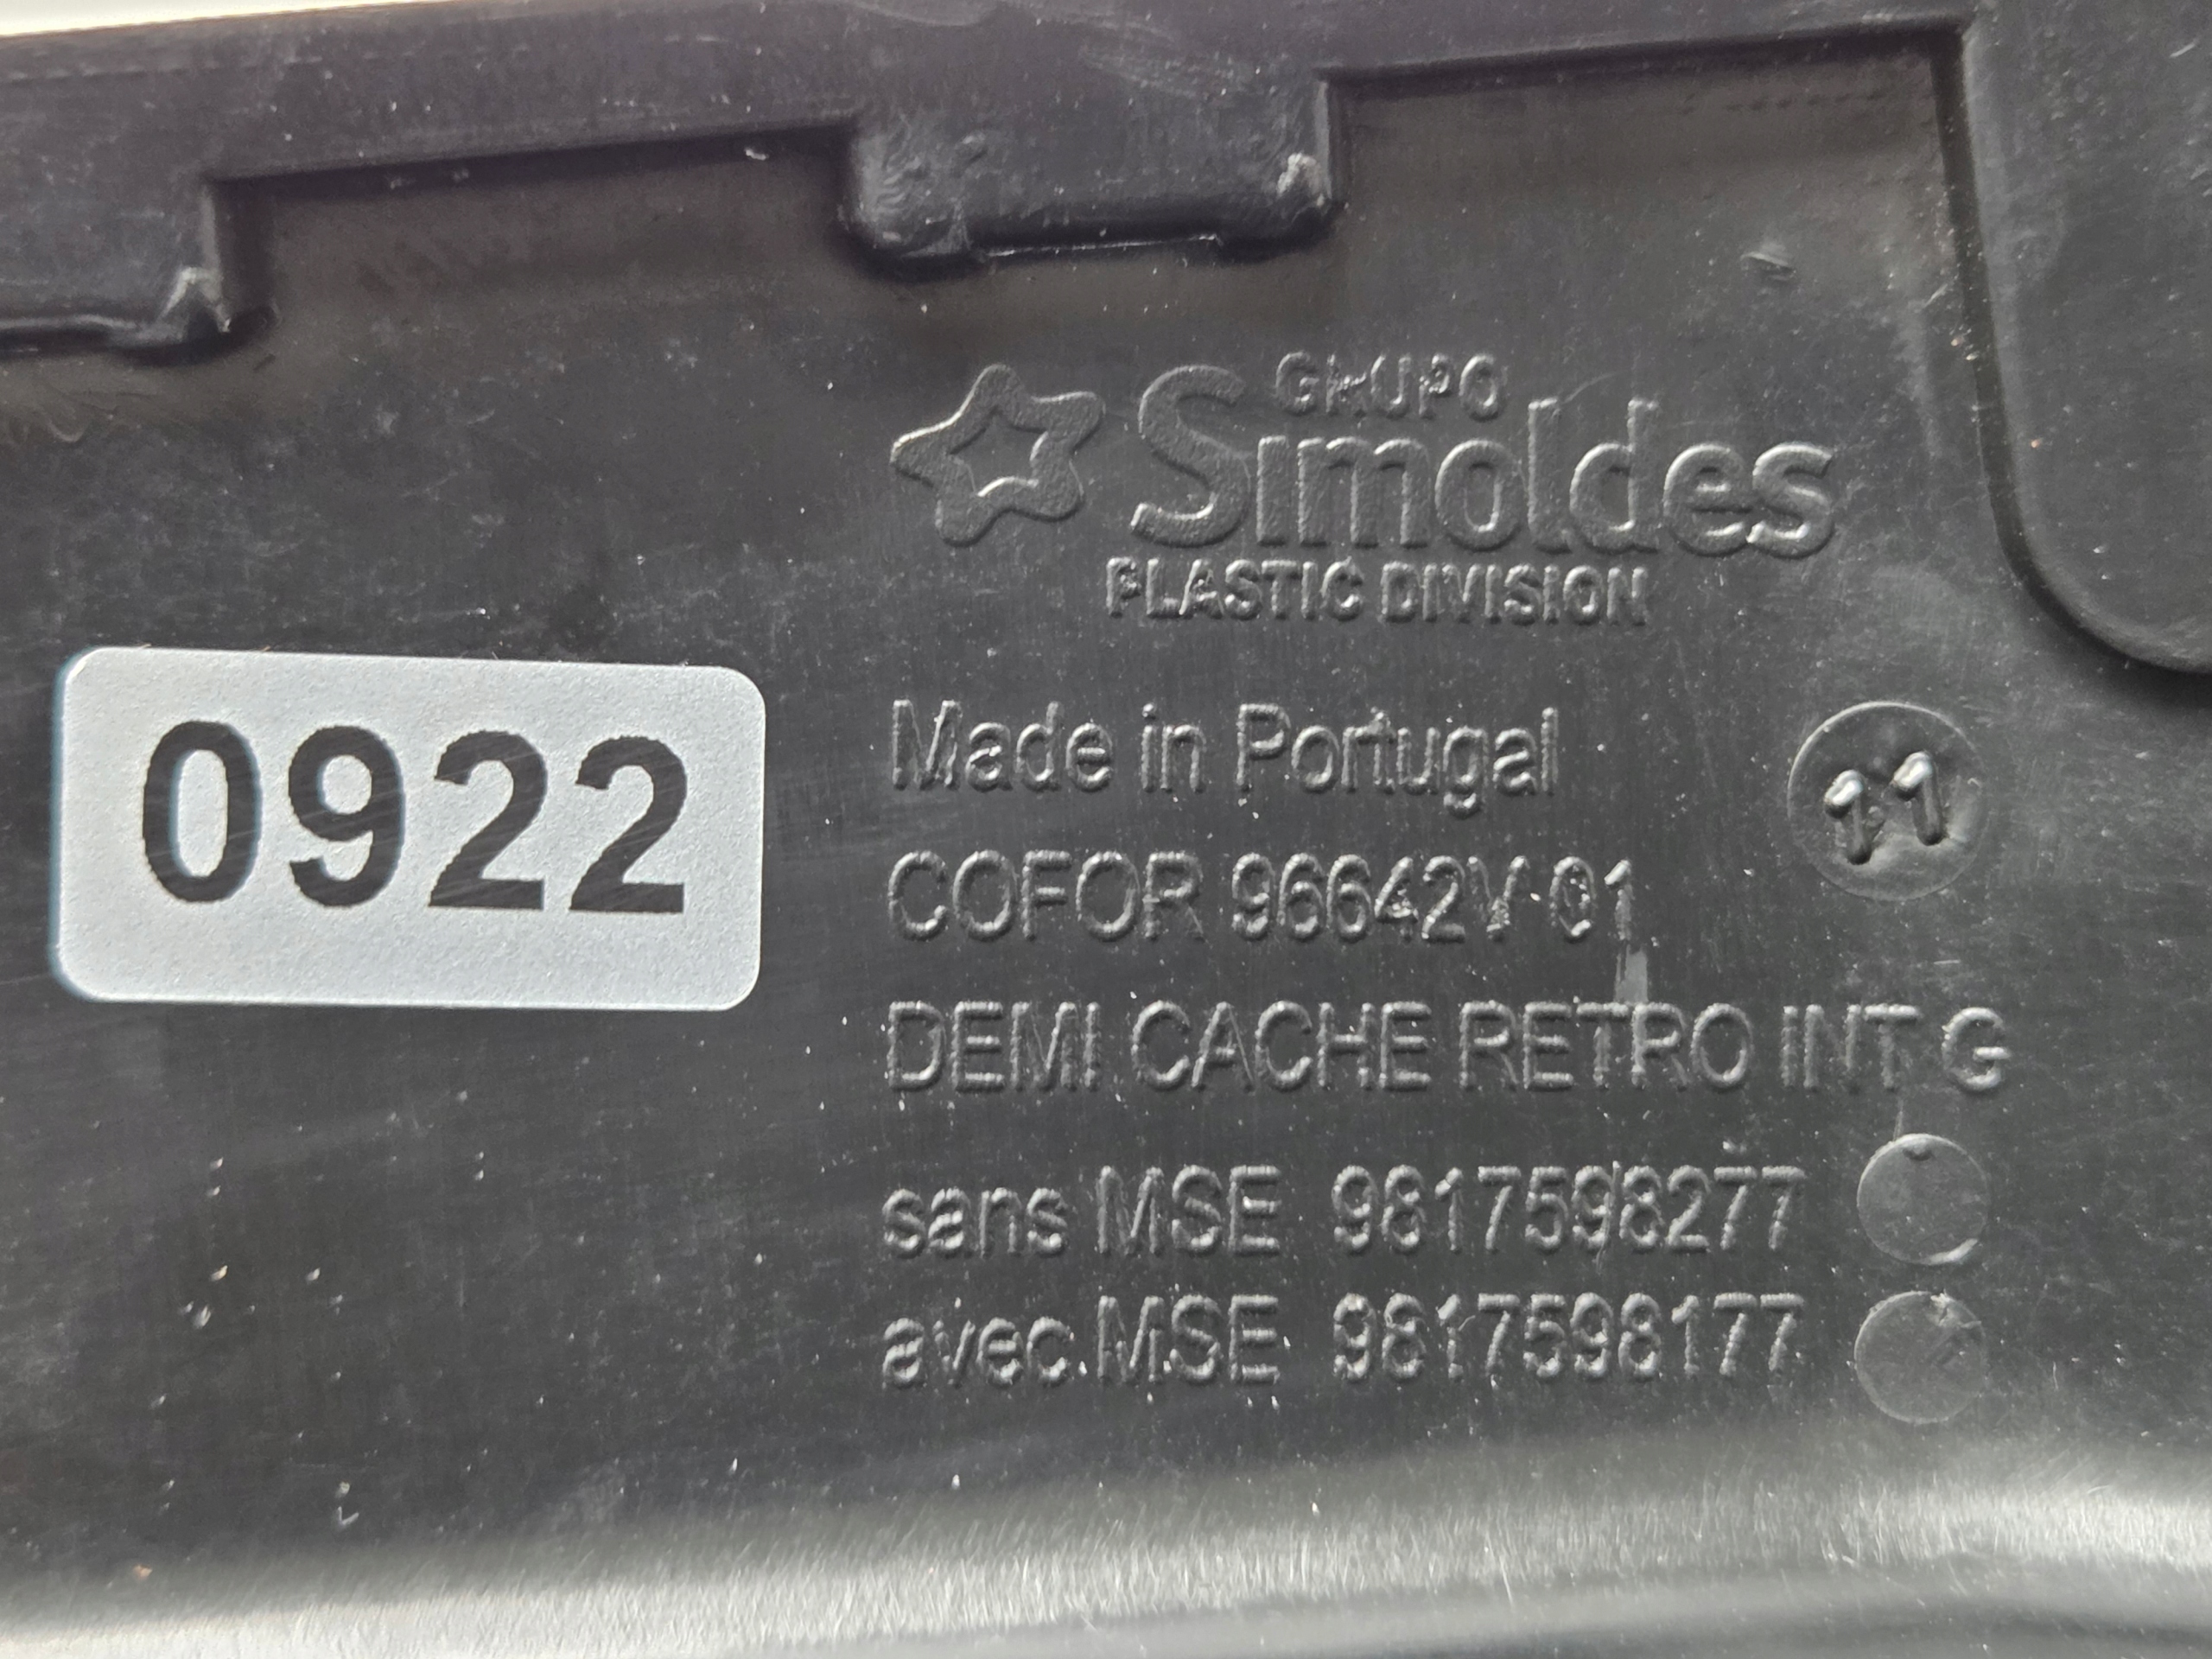 GRUPO
Simoldes
PLASTIC DIVISION
0922
Made in Portugal
11
COFOR 96642V 01
DEMI CACHE RETRO INT G
sans MSE 9817598277
avec MSE 9817598177